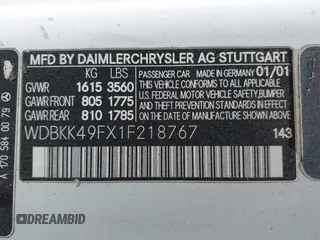 MFD BY DAIMLERCHRYSLER AG STUTTGART
KG LBS MADE IN GERMANY 01/01
GVWR 1615 3560
GAWR FRONT 805 1775
GAWR REAR 810 1785
THIS VEHICLE CONFORMS TO ALL APPLICABLE U.S. FEDERAL MOTOR VEHICLE SAFETY, BUMPER, AND THEFT PREVENTION STANDARDS IN EFFECT ON THE DATE OF MANUFACTURE SHOWN ABOVE
WDBKK49FX1F218767 143
A 170 584 00 79
DREAMBID